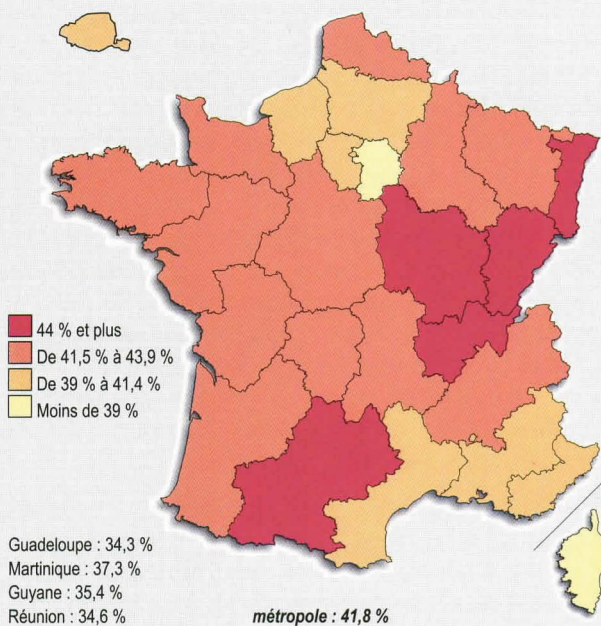 44 % et plus
De 41,5 % à 43,9 %
De 39 % à 41,4 %
Moins de 39 %
Guadeloupe : 34,3 %
Martinique : 37,3 %
Guyane : 35,4 %
Réunion : 34,6 %
métropole : 41,8 %